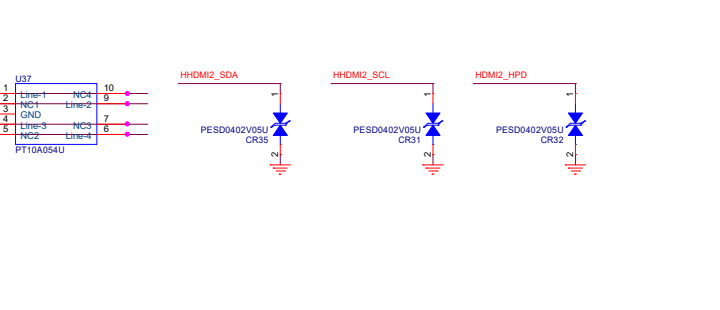 HHDMI2_SDA
HHDMI2_SCL
HDMI2_HPD
U37
1 Line-1 NC4 10
2 NC1 Line-2 9
3 GND
4 Line-3 NC3 7
5 NC2 Line-4 6
PT10A054U
1
PESD0402V05U
CR35
2
1
PESD0402V05U
CR31
2
1
PESD0402V05U
CR32
2